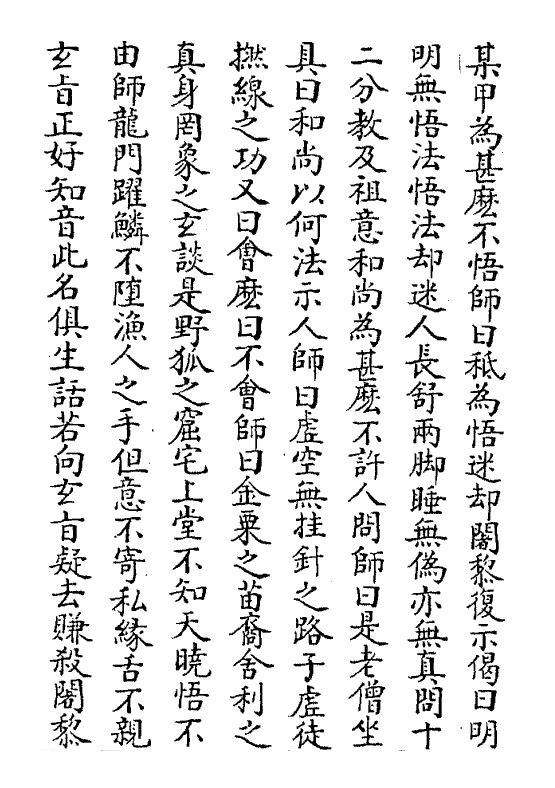 某甲為甚麽不悟師曰秪為悟迷却闍黎復示偈曰明
明無悟法悟法却迷人長舒兩脚睡無偽亦無真問十
二分教及祖意和尚為甚麽不許人問師曰是老僧坐
具曰和尚以何法示人師曰虛空無挂針之路子虛徒
撚線之功又曰會麽曰不會師曰金粟之苗裔舍利之
真身罔象之玄談是野狐之窟宅上堂不知天曉悟不
由師龍門躍鱗不墮漁人之手但意不寄私緣舌不親
玄旨正好知音此名俱生話若向玄旨疑去賺殺闍黎